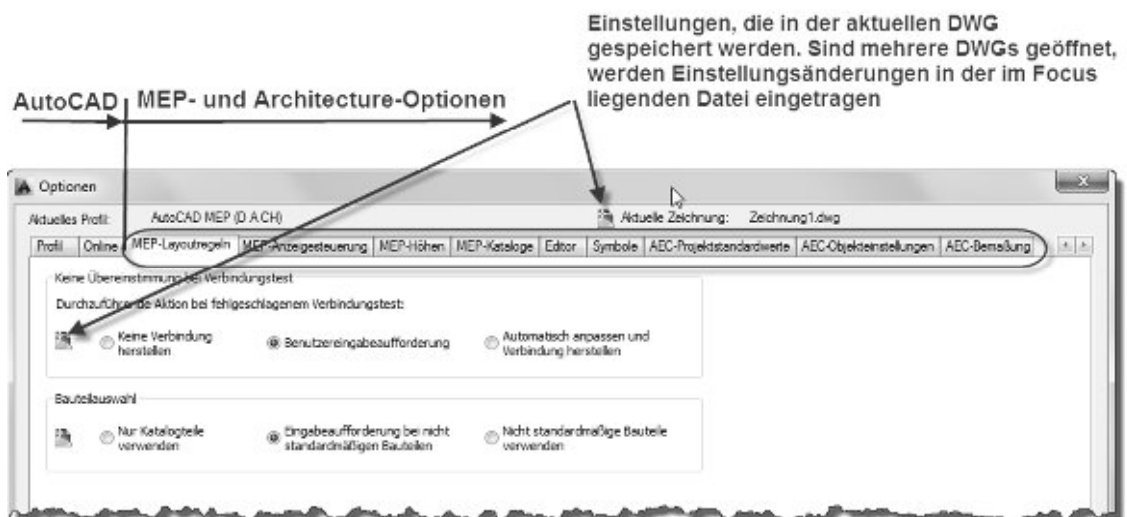 Einstellungen, die in der aktuellen DWG
gespeichert werden. Sind mehrere DWGs geöffnet,
werden Einstellungsänderungen in der im Focus
liegenden Datei eingetragen
AutoCAD MEP- und Architecture-Optionen
Optionen
Aktuelles Profil: AutoCAD MEP (D A CH) Aktuelle Zeichnung: Zeichnung1.dwg
Profil Online MEP-Layoutregeln MEP-Anzeigesteuerung MEP-Höhen MEP-Kataloge Editor Symbole AEC-Projektstandardwerte AEC-Objekteinstellungen AEC-Bemaßung
Keine Übereinstimmung bei Verbindungstest
Durchzuführende Aktion bei fehlgeschlagenem Verbindungstest:
Keine Verbindung
herstellen
Benutzereingabeaufforderung
Automatisch anpassen und
Verbindung herstellen
Bauteilauswahl
Nur Katalogteile
verwenden
Eingabeaufforderung bei nicht
standardmäßigen Bauteilen
Nicht standardmäßige Bauteile
verwenden